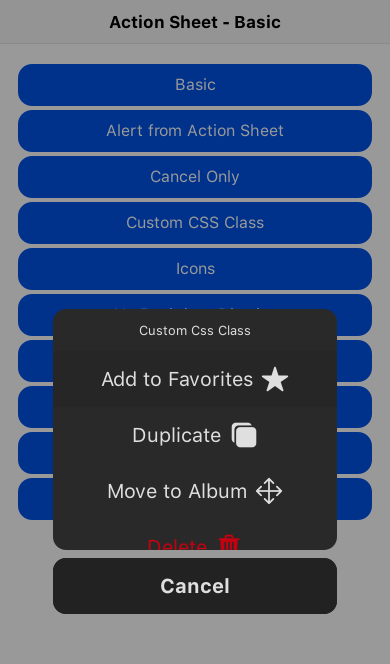 Action Sheet - Basic
Basic
Alert from Action Sheet
Cancel Only
Custom CSS Class
Icons
Custom Css Class
Add to Favorites
Duplicate
Move to Album
Delete
Cancel